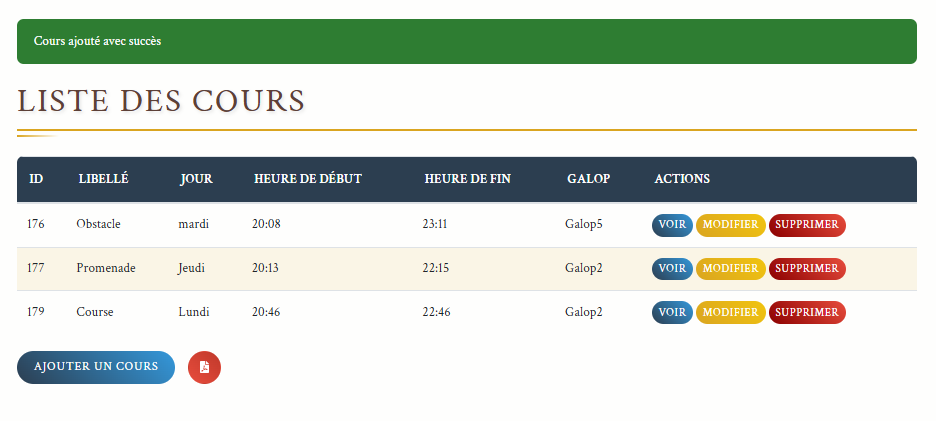 Cours ajouté avec succès
LISTE DES COURS
ID LIBELLÉ JOUR HEURE DE DÉBUT HEURE DE FIN GALOP ACTIONS
176 Obstacle mardi 20:08 23:11 Galop5 VOIR MODIFIER SUPPRIMER
177 Promenade Jeudi 20:13 22:15 Galop2 VOIR MODIFIER SUPPRIMER
179 Course Lundi 20:46 22:46 Galop2 VOIR MODIFIER SUPPRIMER
AJOUTER UN COURS